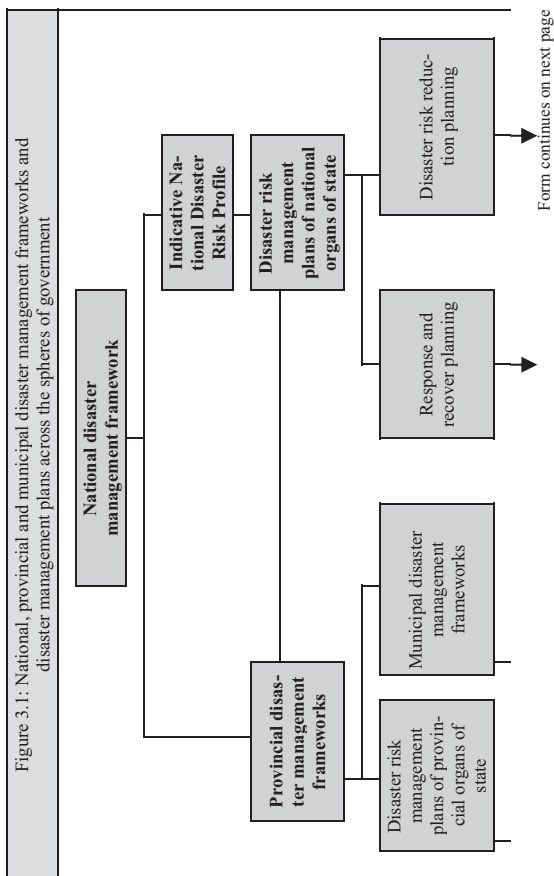 Figure 3.1: National, provincial and municipal disaster management frameworks and
disaster management plans across the spheres of government
National disaster
management framework
Indicative Na-
tional Disaster
Risk Profile
Provincial disas-
ter management
frameworks
Disaster risk
management
plans of national
organs of state
Disaster risk
management
plans of provin-
cial organs of
state
Municipal disaster
management
frameworks
Response and
recover planning
Disaster risk reduc-
tion planning
Form continues on next page